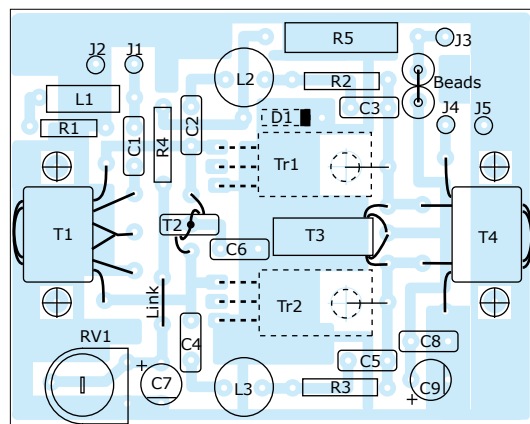 R5
J3
J2
J1
L2
R2
Beads
L1
C3
J4
J5
D1
C2
R1
C1
R4
Tr1
T2
T1
T3
T4
C6
Link
Tr2
RV1
C4
C8
C5
+
C7
L3
R3
C9
+